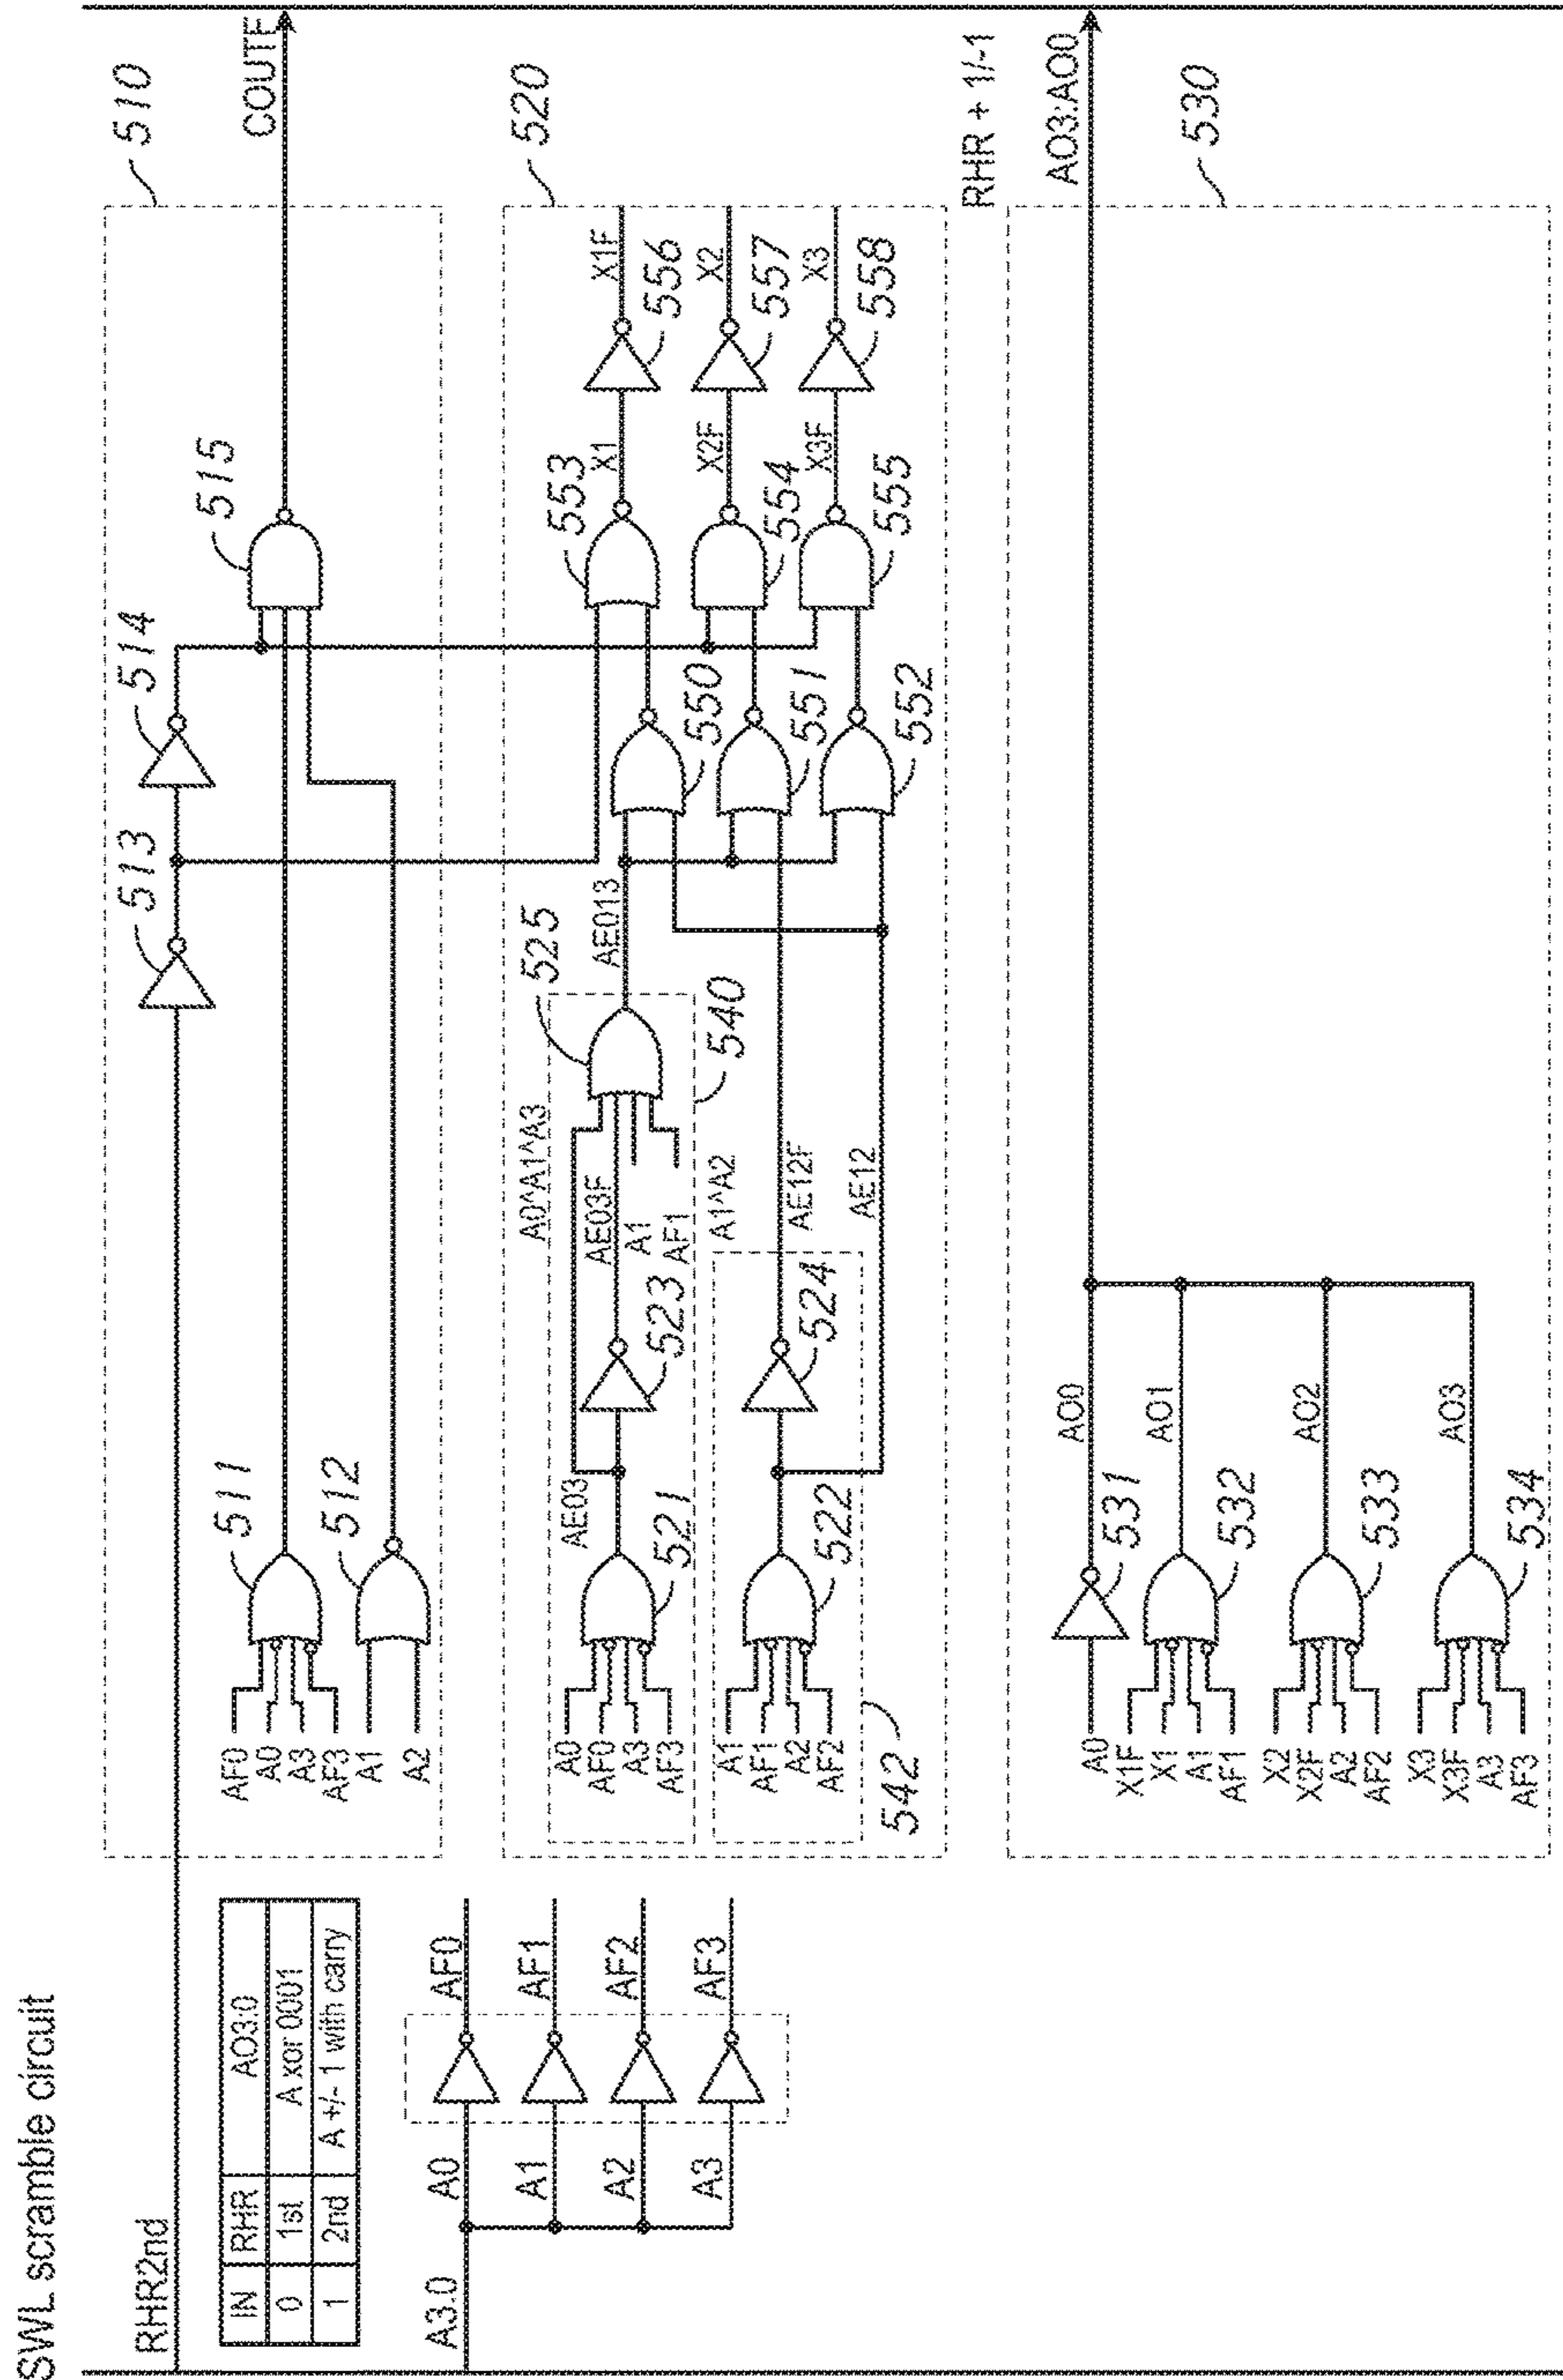 SWL scramble circuit
RHR2nd
IN RHR AO3:0
0 1st A xor 0001
1 2nd A +/- 1 with carry
A3:0
A0
A1
A2
A3
AF0
AF1
AF2
AF3
510
513
514
515
COUTF
AF0
A0
A3
AF3
511
A1
A2
512
520
A0^A1^A3
525
AE013
540
A0
AF0
A3
AF3
AE03
521
523
AE03F
A1
AF1
A1^A2
A1
AF1
A2
AF2
522
524
AE12F
AE12
542
550
551
552
553
554
555
X1
X2F
X3F
556
557
558
X1F
X2
X3
RHR + 1/-1
AO3:AO0
530
A0
531
AO0
X1F
X1
A1
AF1
532
AO1
X2
X2F
A2
AF2
533
AO2
X3
X3F
A3
AF3
534
AO3